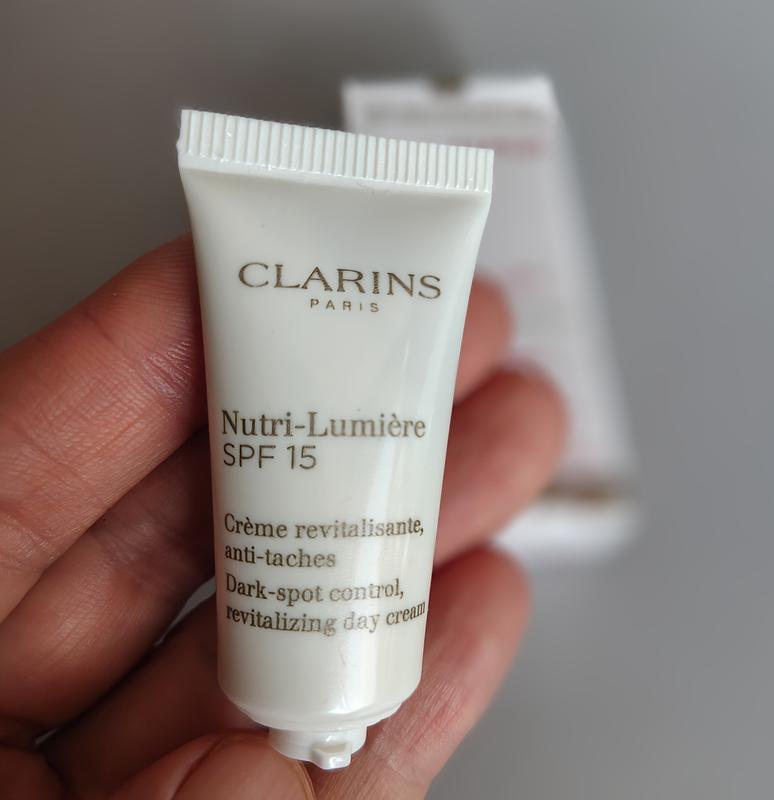 CLARINS
PARIS
Nutri-Lumière
SPF 15
Crème revitalisante,
anti-taches
Dark-spot control,
revitalizing day cream